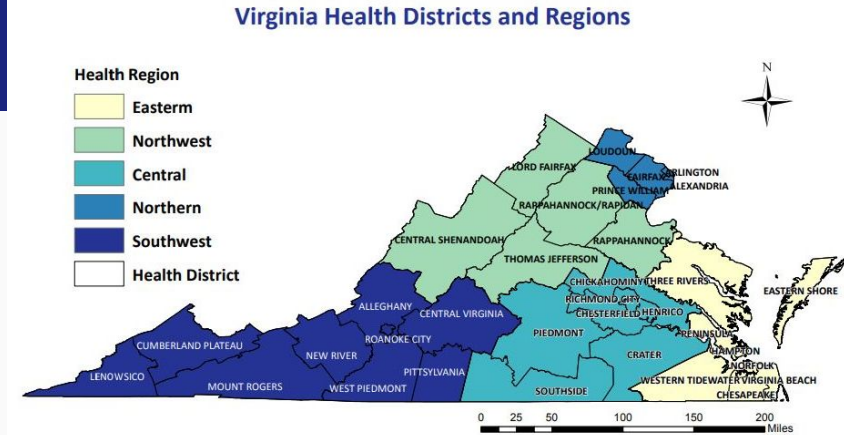 Virginia Health Districts and Regions
Health Region
Easterm
Northwest
Central
Northern
Southwest
Health District
N
LOUDOUN
LORD FAIRFAX
FAIRFAX
ARLINGTON
PRINCE WILLIAM
ALEXANDRIA
RAPPAHANNOCK/RAPIDAN
CENTRAL SHENANDOAH
RAPPAHANNOCK
THOMAS JEFFERSON
CHICKAHOMINY
THREE RIVERS
EASTERN SHORE
ALLEGHANY
RICHMOND CITY
CENTRAL VIRGINIA
CHESTERFIELD
HENRICO
PIEDMONT
PENINSULA
ROANOKE CITY
CUMBERLAND PLATEAU
HAMPTON
NEW RIVER
CRATER
NORFOLK
PITTSYLVANIA
LENOWISCO
WESTERN TIDEWATER
VIRGINIA BEACH
MOUNT ROGERS
WEST PIEDMONT
SOUTHSIDE
CHESAPEAKE
0 25 50 100 150 200
Miles